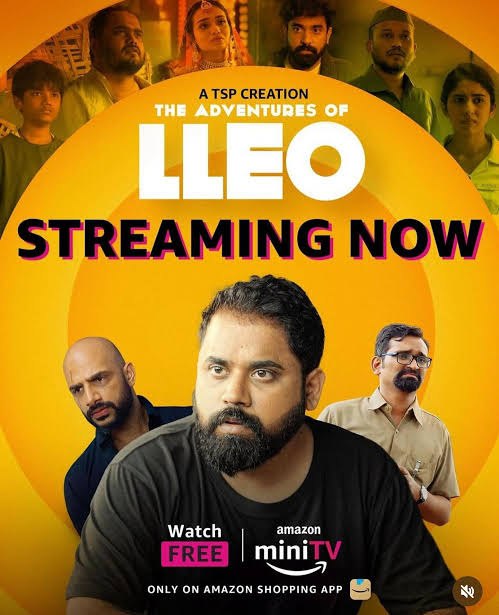 A TSP CREATION
THE ADVENTURES OF
LLEO
STREAMING NOW
Watch
FREE
amazon
miniTV
ONLY ON AMAZON SHOPPING APP